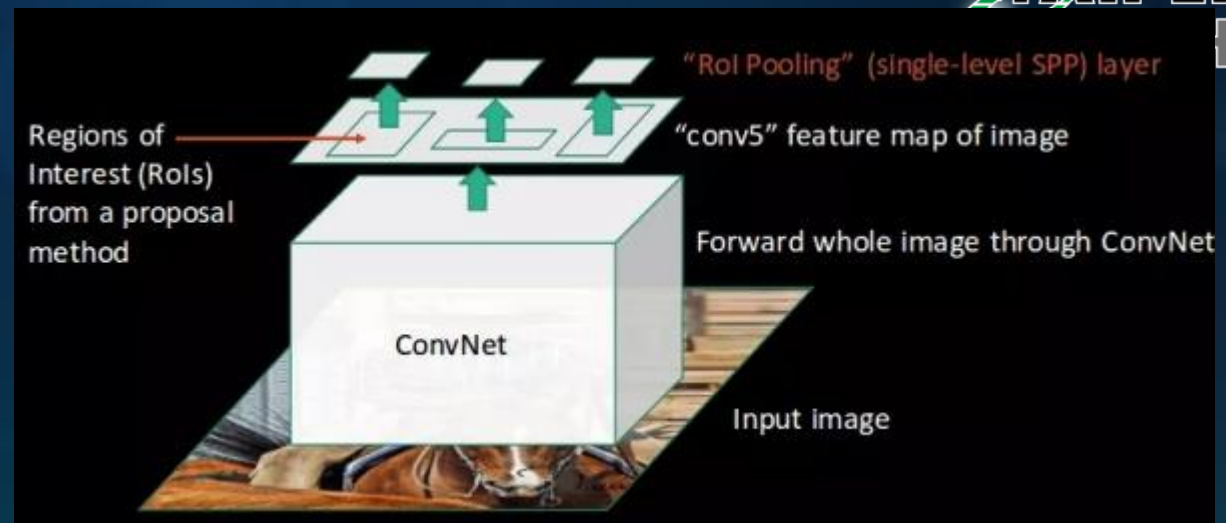 "RoI Pooling" (single-level SPP) layer
Regions of
Interest (RoIs)
from a proposal
method
"conv5" feature map of image
Forward whole image through ConvNet
ConvNet
Input image